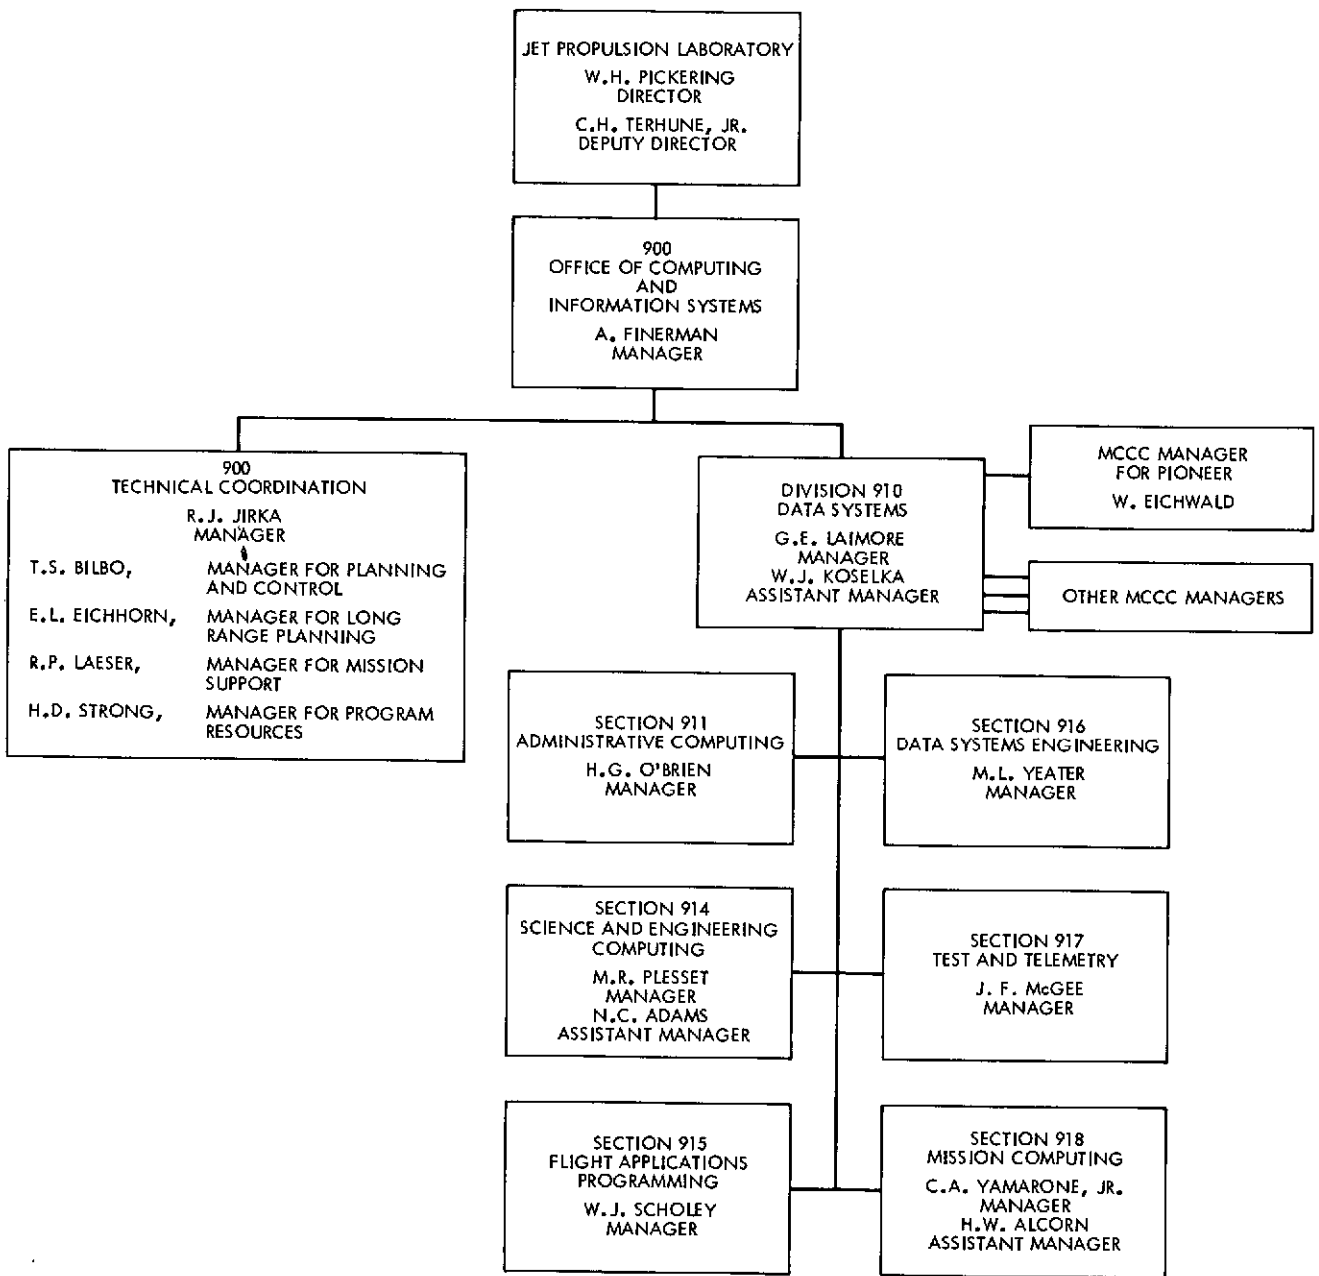 JET PROPULSION LABORATORY
W.H. PICKERING
DIRECTOR
C.H. TERHUNE, JR.
DEPUTY DIRECTOR
900
OFFICE OF COMPUTING
AND
INFORMATION SYSTEMS
A. FINERMAN
MANAGER
900
TECHNICAL COORDINATION
R.J. JIRKA
MANAGER
T.S. BILBO, MANAGER FOR PLANNING
AND CONTROL
E.L. EICHHORN, MANAGER FOR LONG
RANGE PLANNING
R.P. LAESER, MANAGER FOR MISSION
SUPPORT
H.D. STRONG, MANAGER FOR PROGRAM
RESOURCES
DIVISION 910
DATA SYSTEMS
G.E. LAIMORE
MANAGER
W.J. KOSELKA
ASSISTANT MANAGER
MCCC MANAGER
FOR PIONEER
W. EICHWALD
OTHER MCCC MANAGERS
SECTION 911
ADMINISTRATIVE COMPUTING
H.G. O'BRIEN
MANAGER
SECTION 916
DATA SYSTEMS ENGINEERING
M.L. YEATER
MANAGER
SECTION 914
SCIENCE AND ENGINEERING
COMPUTING
M.R. PLESSET
MANAGER
N.C. ADAMS
ASSISTANT MANAGER
SECTION 917
TEST AND TELEMETRY
J. F. McGEE
MANAGER
SECTION 915
FLIGHT APPLICATIONS
PROGRAMMING
W.J. SCHOLEY
MANAGER
SECTION 918
MISSION COMPUTING
C.A. YAMARONE, JR.
MANAGER
H.W. ALCORN
ASSISTANT MANAGER